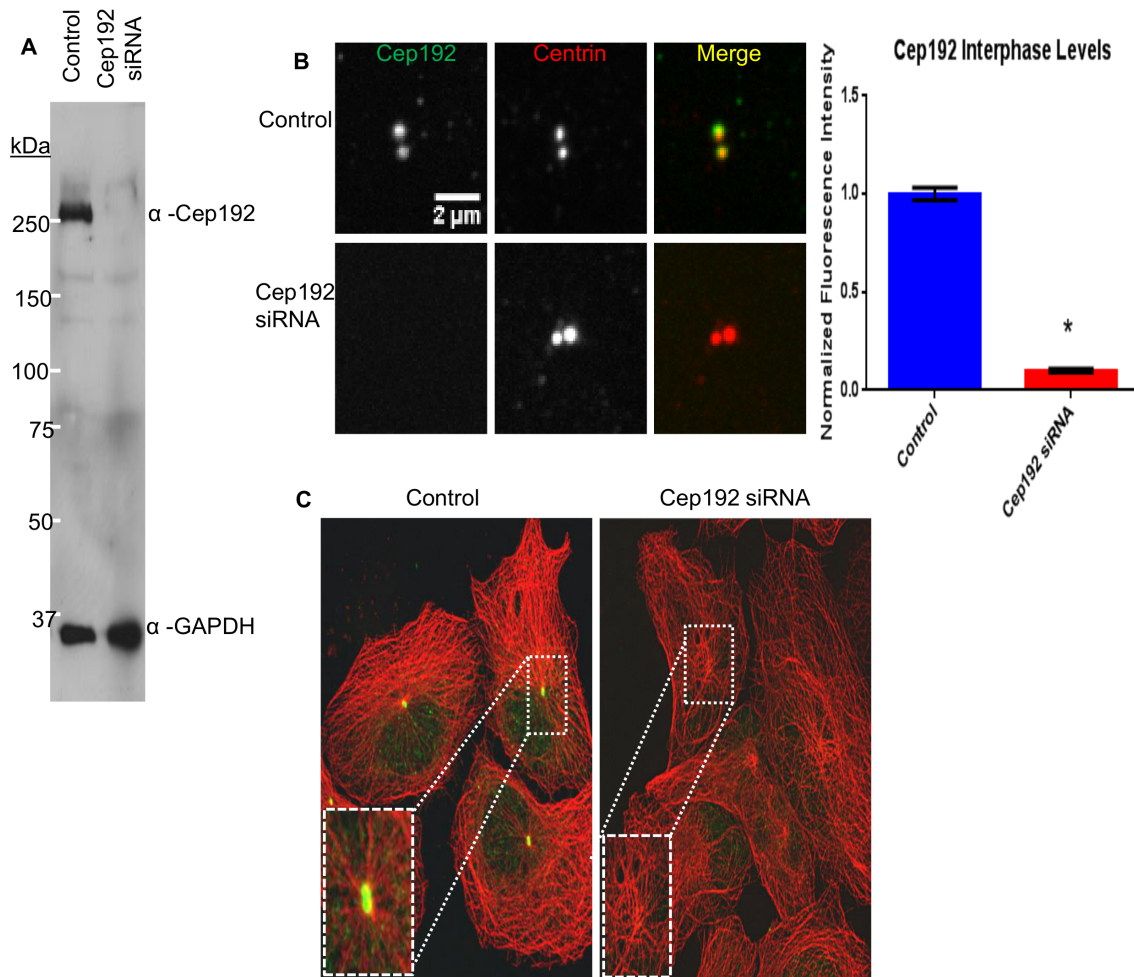 A
Control
Cep192
siRNA
kDa
250
150
100
75
50
37
α -Cep192
α -GAPDH
B
Cep192
Centrin
Merge
Control
2 μm
Cep192
siRNA
Cep192 Interphase Levels
Normalized Fluorescence Intensity
1.5
1.0
0.5
0.0
*
Control
Cep192 siRNA
C
Control
Cep192 siRNA